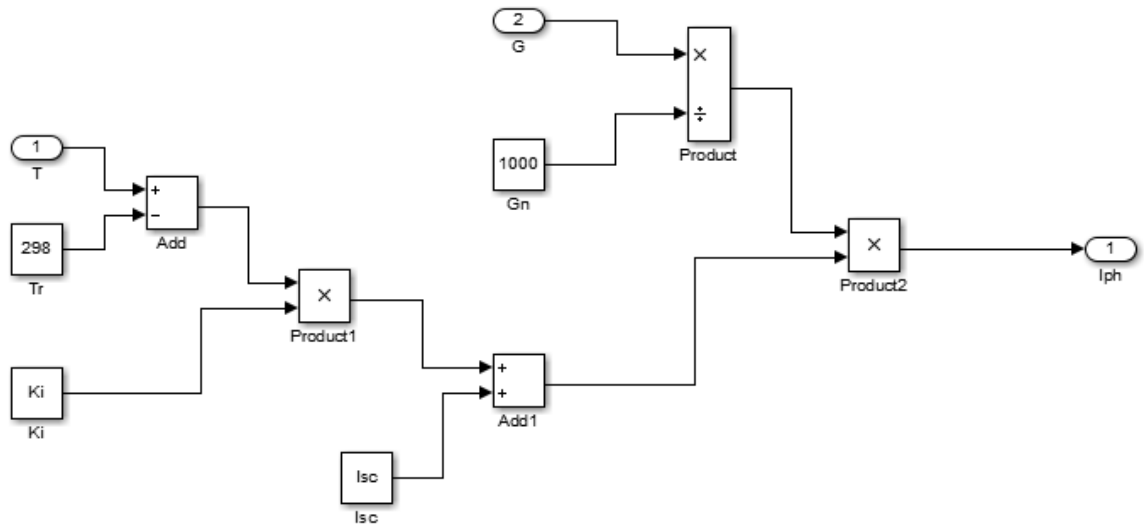 2
G
×
÷
Product
1000
Gn
1
T
+
−
Add
298
Tr
×
Product1
Ki
Ki
+
+
Add1
Isc
Isc
×
Product2
1
Iph